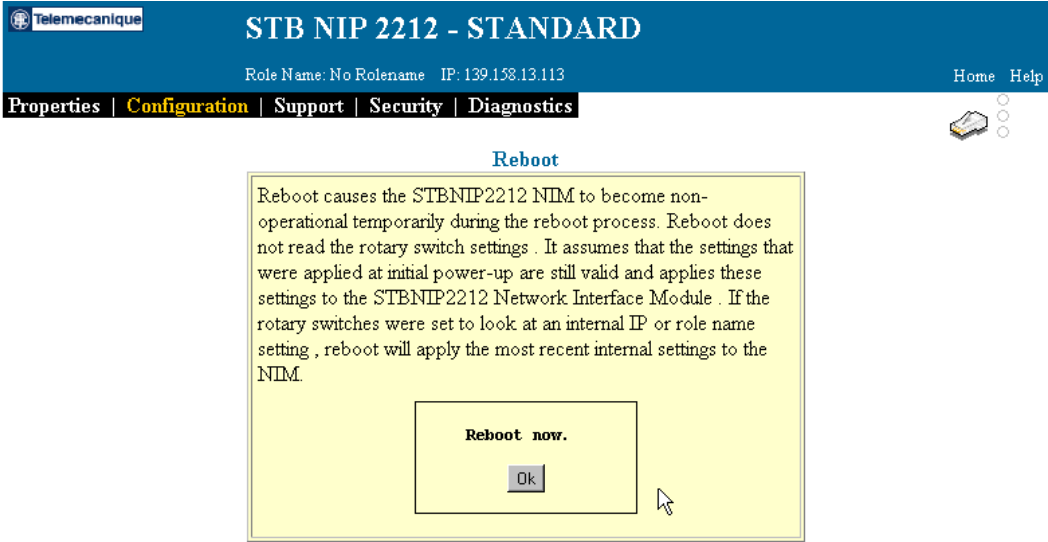 Telemecanique
STB NIP 2212 - STANDARD
Role Name: No Rolename IP: 139.158.13.113
Home Help
Properties | Configuration | Support | Security | Diagnostics
Reboot
Reboot causes the STBNIP2212 NIM to become non-
operational temporarily during the reboot process. Reboot does
not read the rotary switch settings . It assumes that the settings that
were applied at initial power-up are still valid and applies these
settings to the STBNIP2212 Network Interface Module . If the
rotary switches were set to look at an internal IP or role name
setting , reboot will apply the most recent internal settings to the
NIM.
Reboot now.
Ok